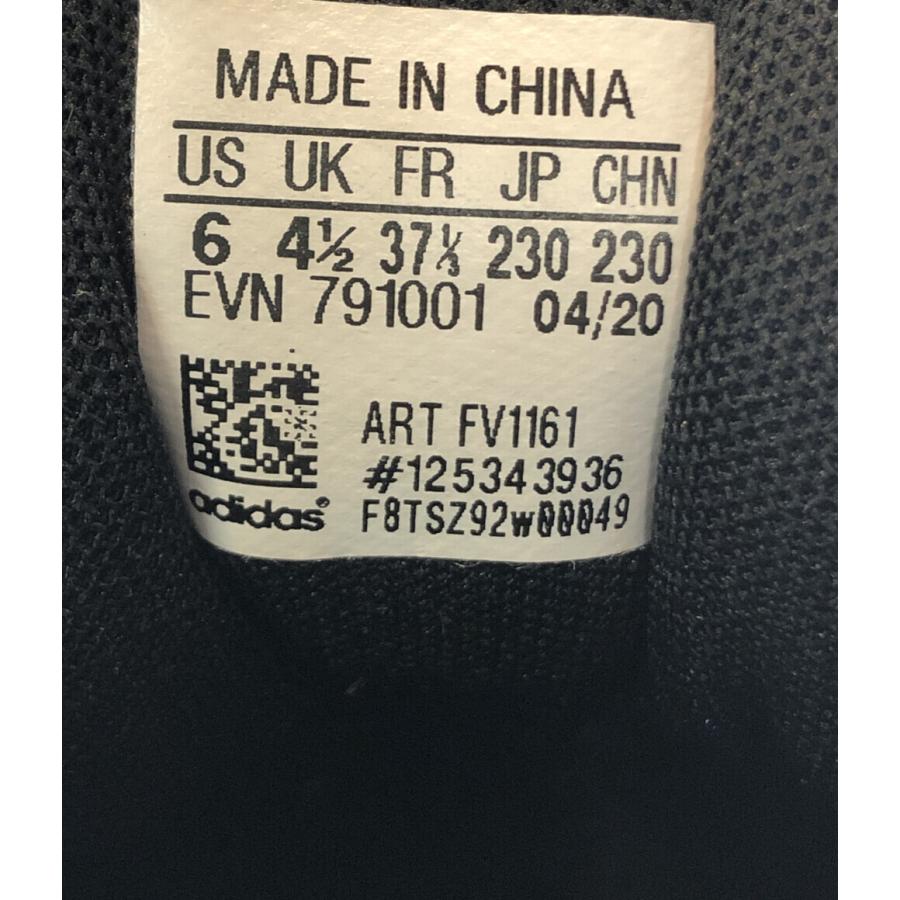 MADE IN CHINA
US UK FR JP CHN
6 4½ 37⅓ 230 230
EVN 791001 04/20
ART FV1161
#125343936
adidas® F8TSZ92w00049